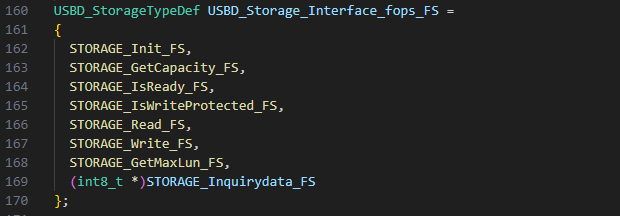 160 USBD_StorageTypeDef USBD_Storage_Interface_fops_FS =
161 {
162   STORAGE_Init_FS,
163   STORAGE_GetCapacity_FS,
164   STORAGE_IsReady_FS,
165   STORAGE_IsWriteProtected_FS,
166   STORAGE_Read_FS,
167   STORAGE_Write_FS,
168   STORAGE_GetMaxLun_FS,
169   (int8_t *)STORAGE_Inquirydata_FS
170 };